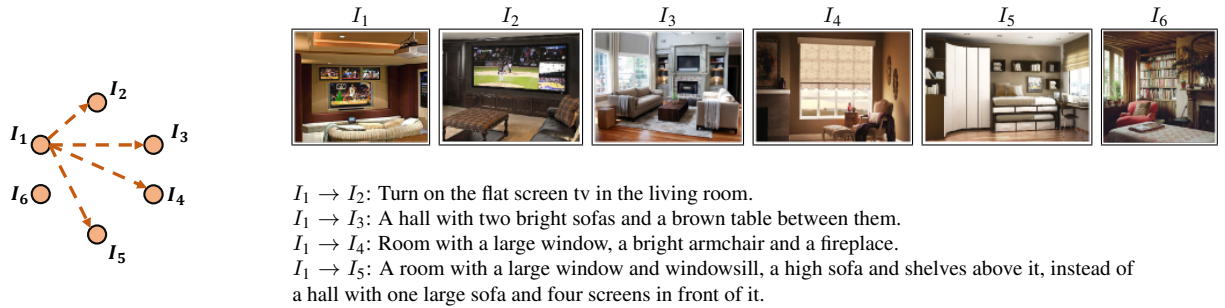 I₁ I₂ I₃ I₄ I₅ I₆
I₂
I₁ I₃
I₆ I₄
I₅
I₁ → I₂: Turn on the flat screen tv in the living room.
I₁ → I₃: A hall with two bright sofas and a brown table between them.
I₁ → I₄: Room with a large window, a bright armchair and a fireplace.
I₁ → I₅: A room with a large window and windowsill, a high sofa and shelves above it, instead of
a hall with one large sofa and four screens in front of it.